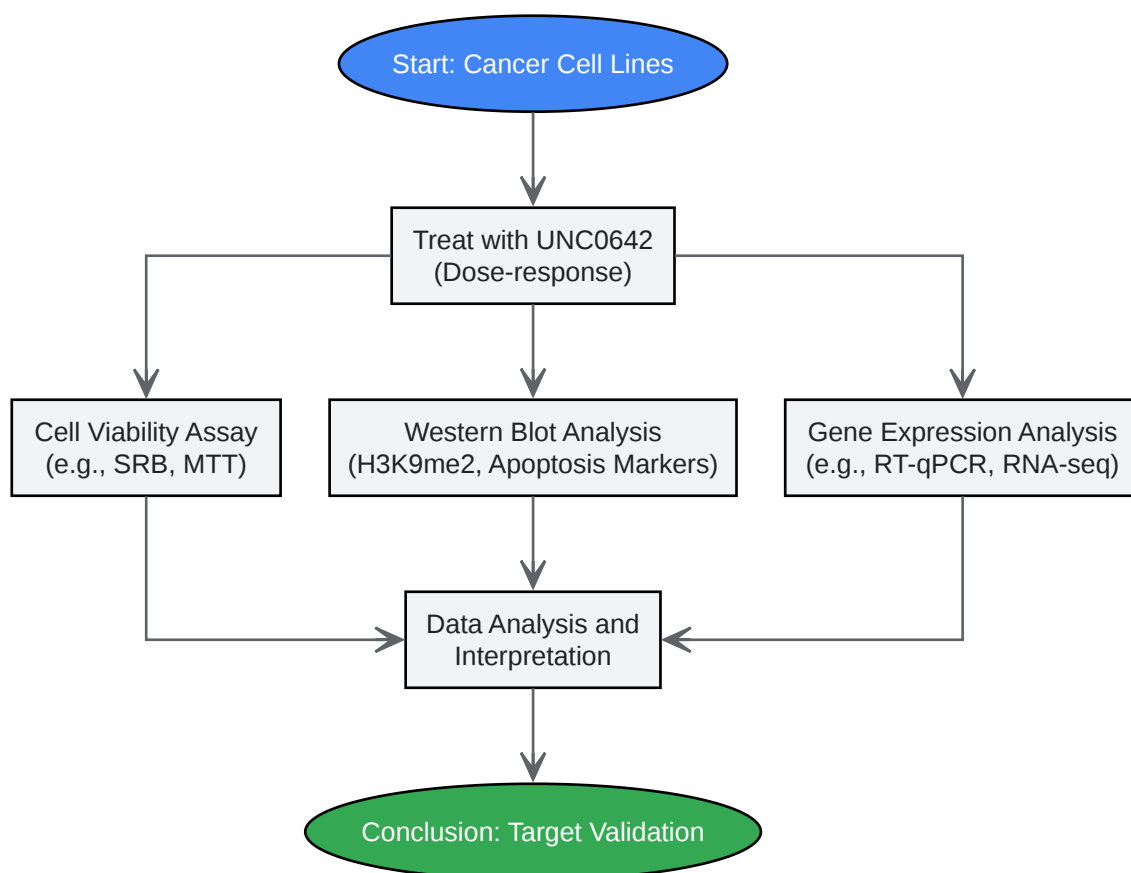 Start: Cancer Cell Lines
Treat with UNC0642
(Dose-response)
Cell Viability Assay
(e.g., SRB, MTT)
Western Blot Analysis
(H3K9me2, Apoptosis Markers)
Gene Expression Analysis
(e.g., RT-qPCR, RNA-seq)
Data Analysis and
Interpretation
Conclusion: Target Validation